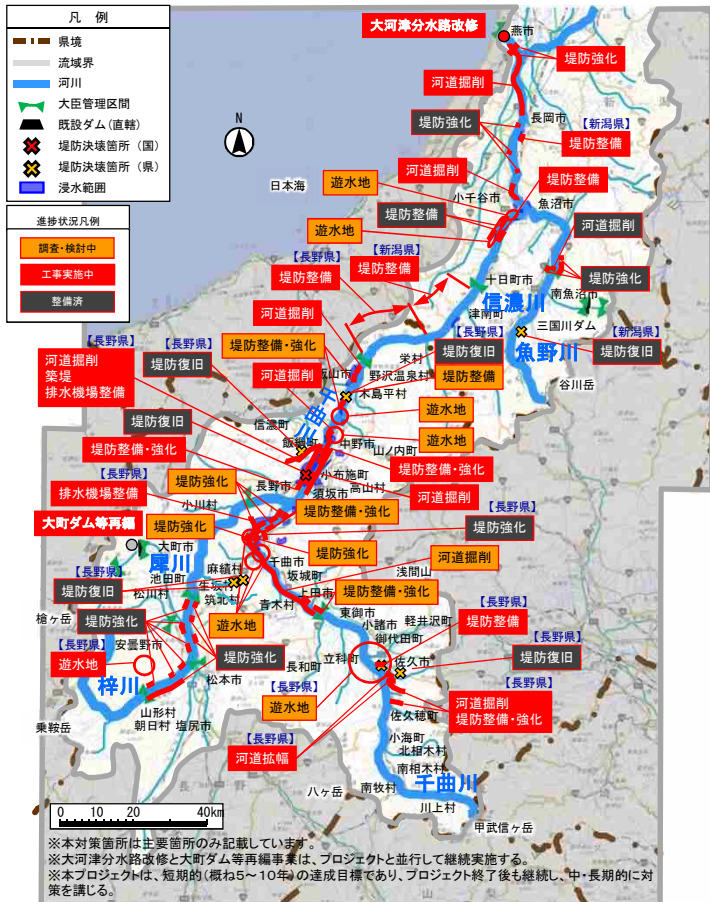 凡 例
県境
流域界
河川
大臣管理区間
既設ダム(直轄)
堤防決壊箇所 (国)
堤防決壊箇所 (県)
浸水範囲
進捗状況凡例
調査・検討中
工事実施中
整備済
N
日本海
大河津分水路改修
燕市
堤防強化
河道掘削
長岡市
堤防強化
【新潟県】
堤防整備
河道掘削
堤防整備
遊水地
小千谷市
魚沼市
堤防整備
河道掘削
遊水地
【長野県】
堤防整備
【新潟県】
堤防整備
十日町市
堤防強化
信濃川
南魚沼市
津南町
三国川ダム
河道掘削
【長野県】
堤防復旧
【新潟県】
堤防復旧
栄村
魚野川
【長野県】
堤防整備・強化
堤防整備
【長野県】
河道掘削
築堤
排水機場整備
堤防復旧
飯山市
野沢温泉村
谷川岳
河道掘削
木島平村
千曲川
遊水地
信濃町
堤防復旧
飯綱町
中野市
遊水地
山ノ内町
堤防整備・強化
堤防整備・強化
小布施町
長野市
高山村
河道掘削
須坂市
【長野県】
排水機場整備
堤防強化
小川村
堤防整備・強化
【長野県】
堤防強化
堤防強化
大町ダム等再編
堤防強化
大町市
犀川
麻績村
千曲市
河道掘削
【長野県】
堤防復旧
池田町
生坂村
坂城町
浅間山
松川村
筑北村
上田市
堤防整備・強化
槍ヶ岳
青木村
堤防強化
遊水地
東御市
【長野県】
堤防整備
小諸市
軽井沢町
【長野県】
遊水地
安曇野市
御代田町
堤防強化
長和町
立科町
佐久市
【長野県】
堤防復旧
梓川
松本市
【長野県】
遊水地
【長野県】
河道掘削
堤防整備・強化
山形村
佐久穂町
乗鞍岳
朝日村
塩尻市
【長野県】
河道拡幅
小海町
北相木村
南相木村
千曲川
八ヶ岳
南牧村
川上村
甲武信ヶ岳
0 10 20 40km
※本対策箇所は主要箇所のみ記載しています。
※大河津分水路改修と大町ダム等再編事業は、プロジェクトと並行して継続実施する。
※本プロジェクトは、短期的(概ね5～10年)の達成目標であり、プロジェクト終了後も継続し、中・長期的に対
策を講じる。